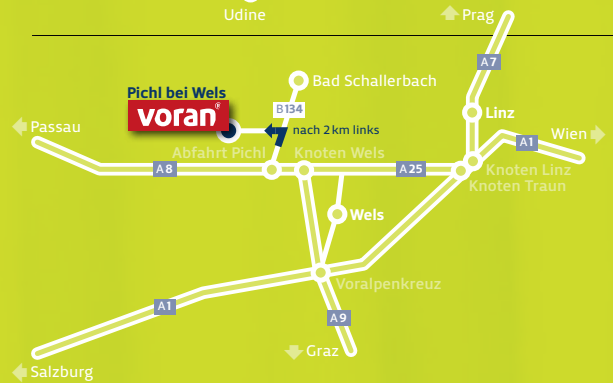 Udine
Prag
A7
Bad Schallerbach
Pichl bei Wels
voran®
B134
Linz
nach 2 km links
Passau
Wien
A1
Abfahrt Pichl
Knoten Wels
A8
A25
Knoten Linz
Knoten Traun
Wels
Voralpenkreuz
A1
A9
Graz
Salzburg